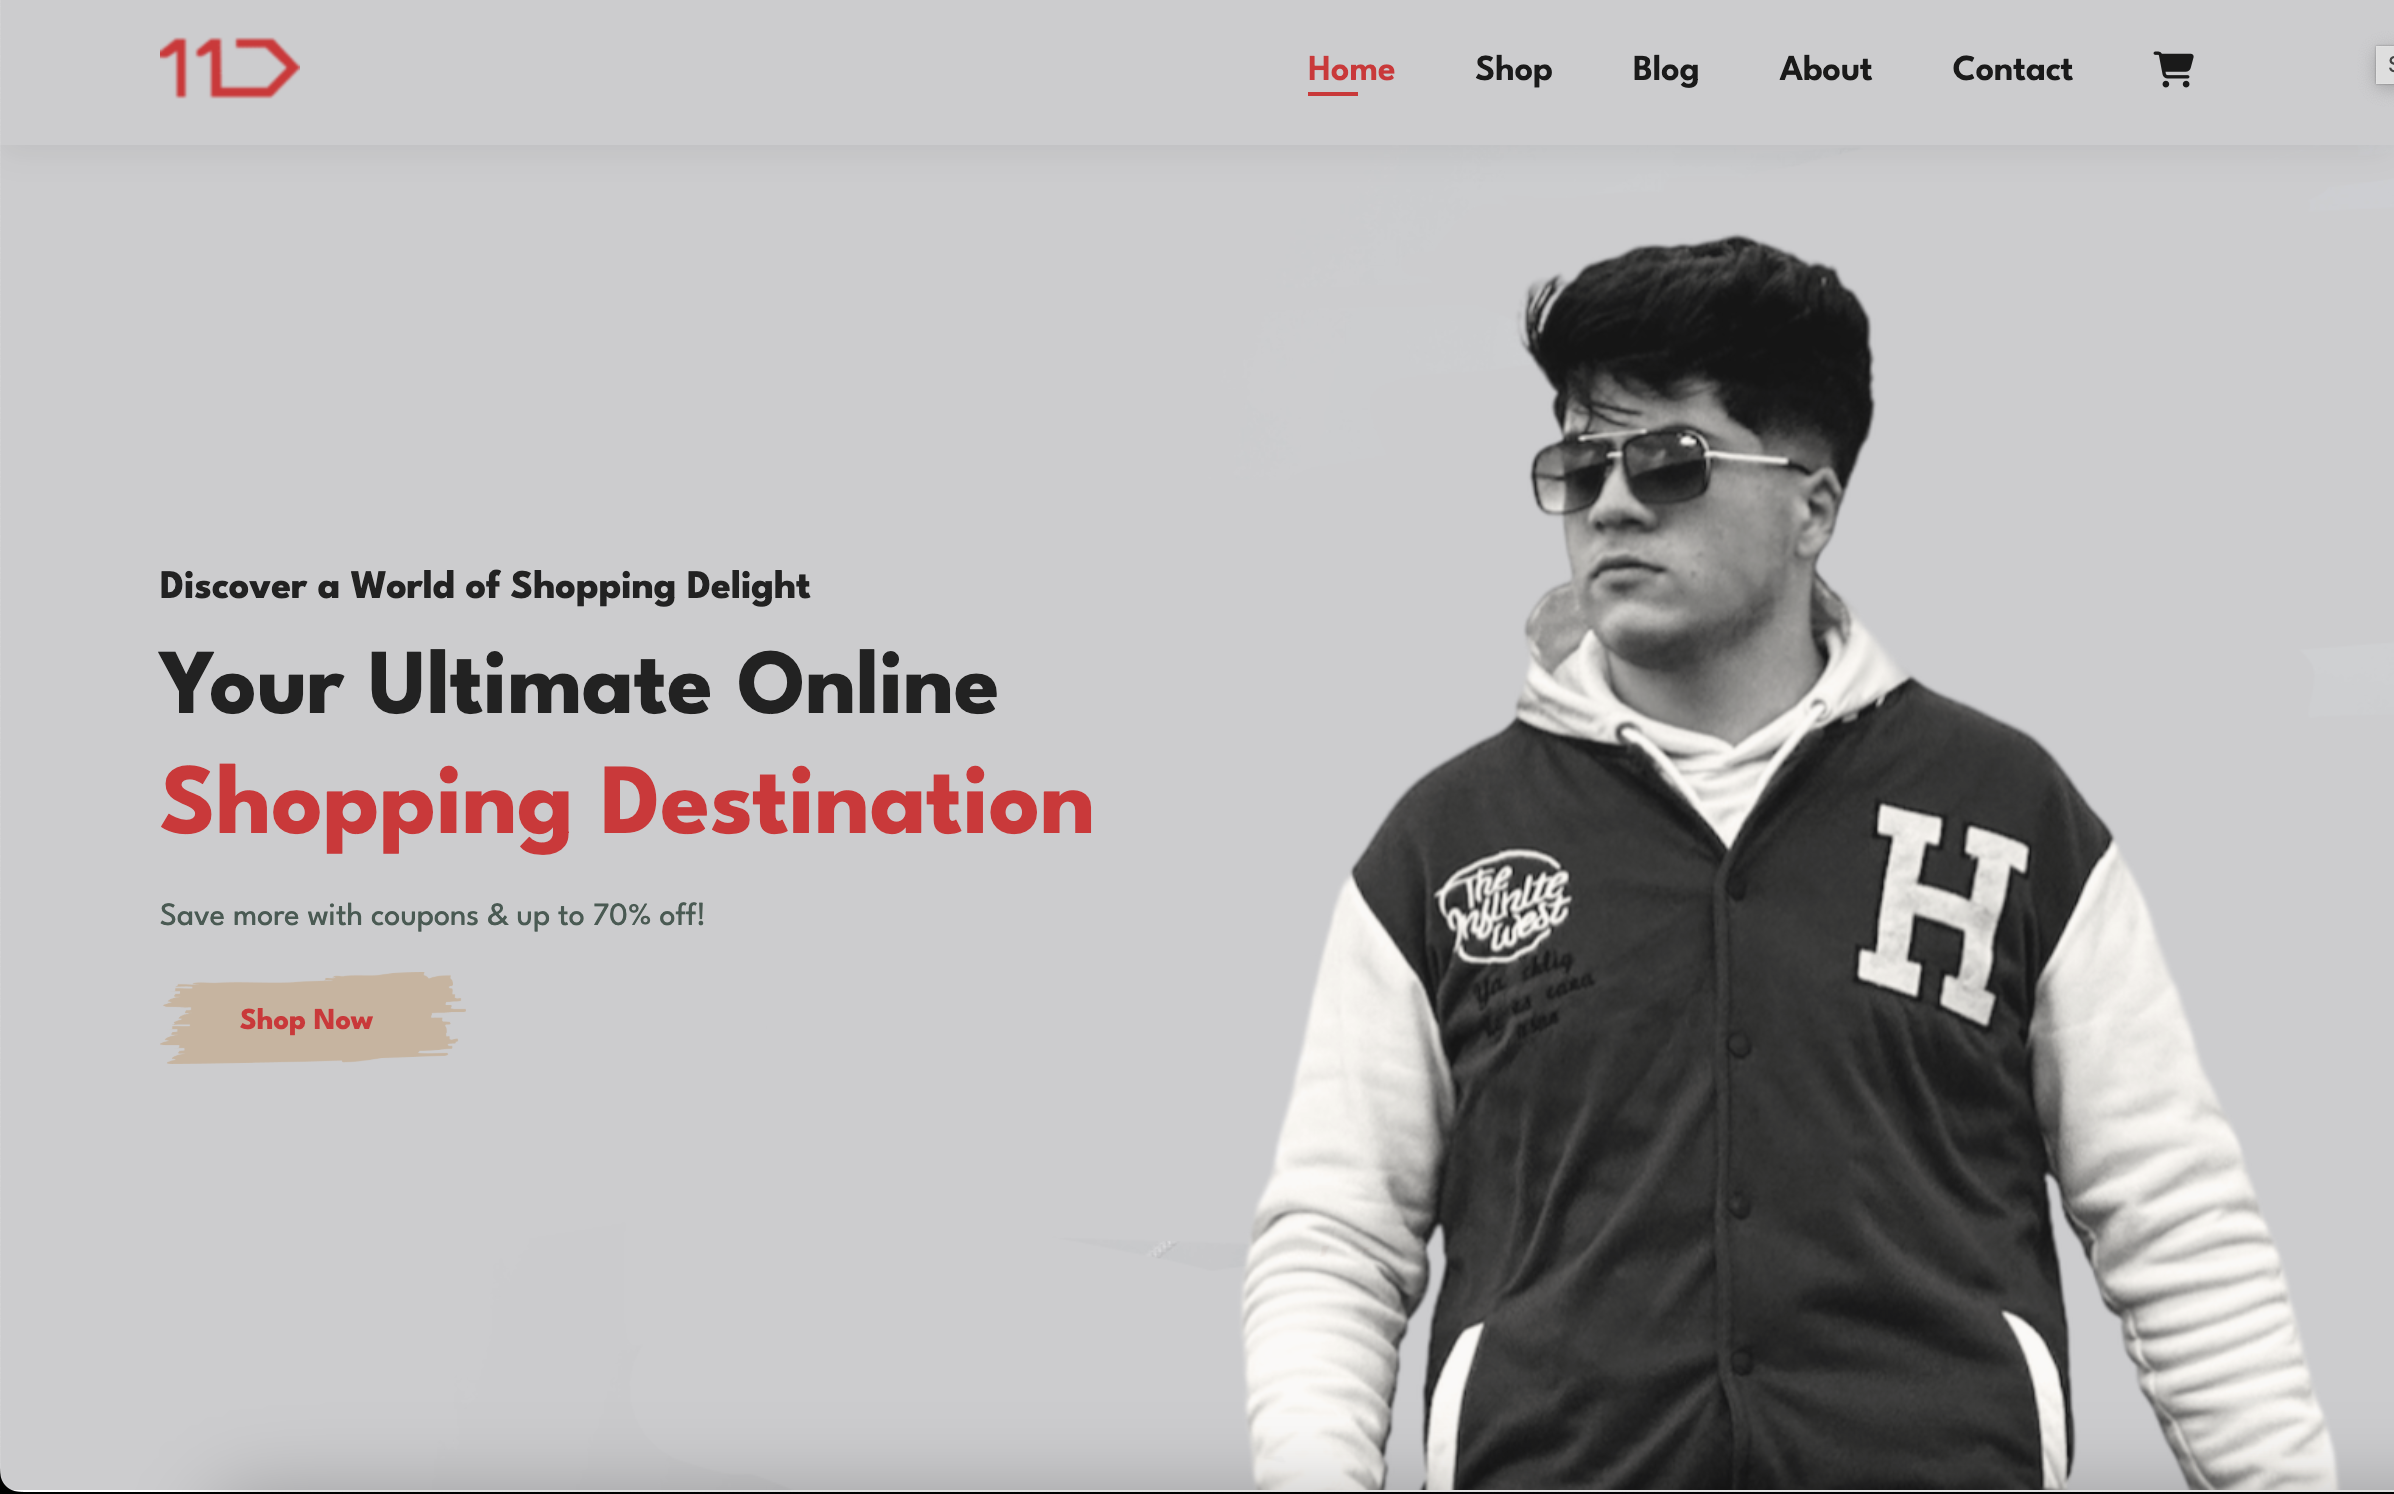 11D
Home Shop Blog About Contact
Discover a World of Shopping Delight
Your Ultimate Online
Shopping Destination
Save more with coupons & up to 70% off!
Shop Now
The
Infinite
West
H